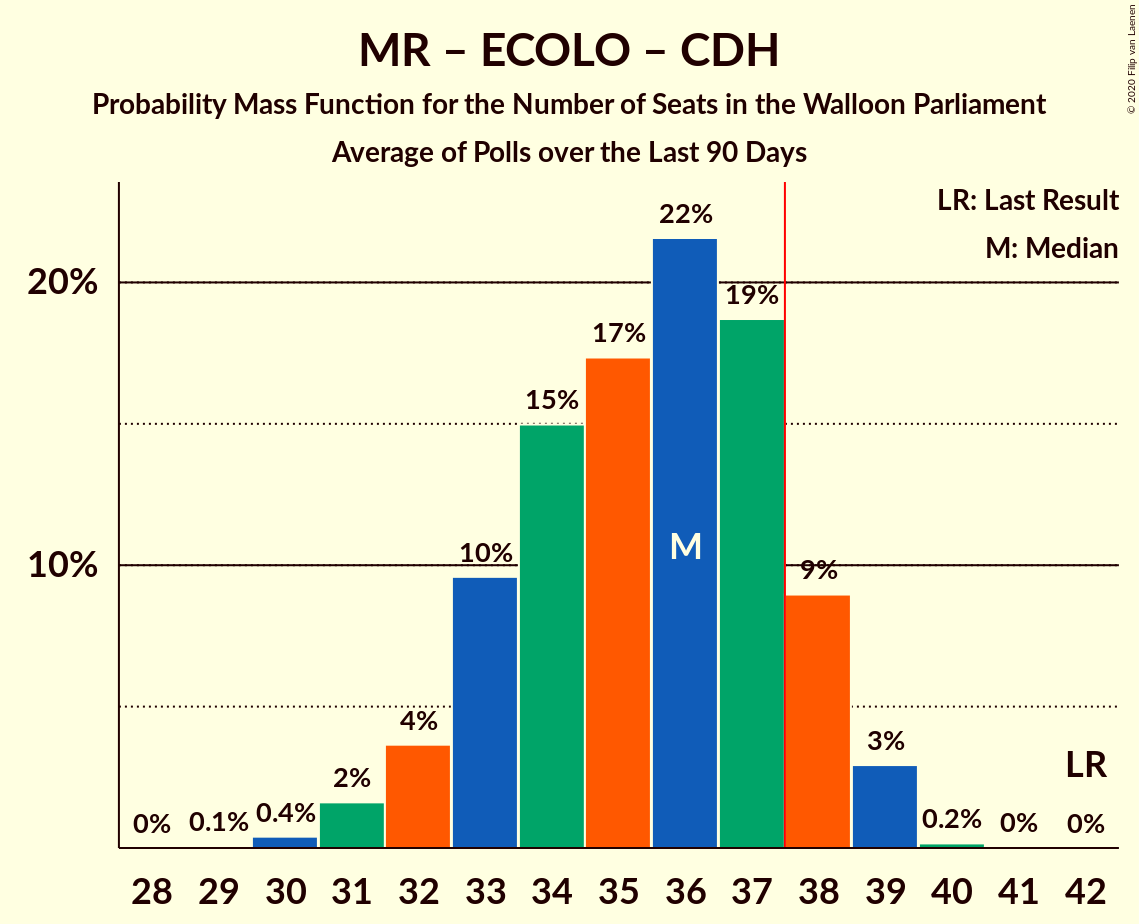 MR – ECOLO – CDH
Probability Mass Function for the Number of Seats in the Walloon Parliament
Average of Polls over the Last 90 Days
© 2020 Filip van Laenen
LR: Last Result
M: Median
20%
10%
0%
0.1%
0.4%
2%
4%
10%
15%
17%
22%
19%
9%
3%
0.2%
0%
0%
M
LR
28 29 30 31 32 33 34 35 36 37 38 39 40 41 42